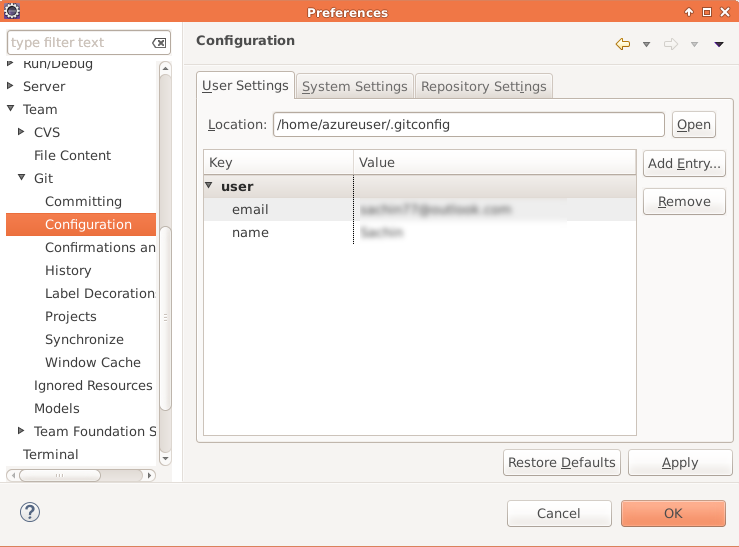 Preferences
type filter text
Run/Debug
Server
Team
CVS
File Content
Git
Committing
Configuration
Confirmations an
History
Label Decoration
Projects
Synchronize
Window Cache
Ignored Resources
Models
Team Foundation S
Terminal
Configuration
User Settings
System Settings
Repository Settings
Location: /home/azureuser/.gitconfig Open
Key Value
user
email
name
Add Entry...
Remove
Restore Defaults Apply
? Cancel OK